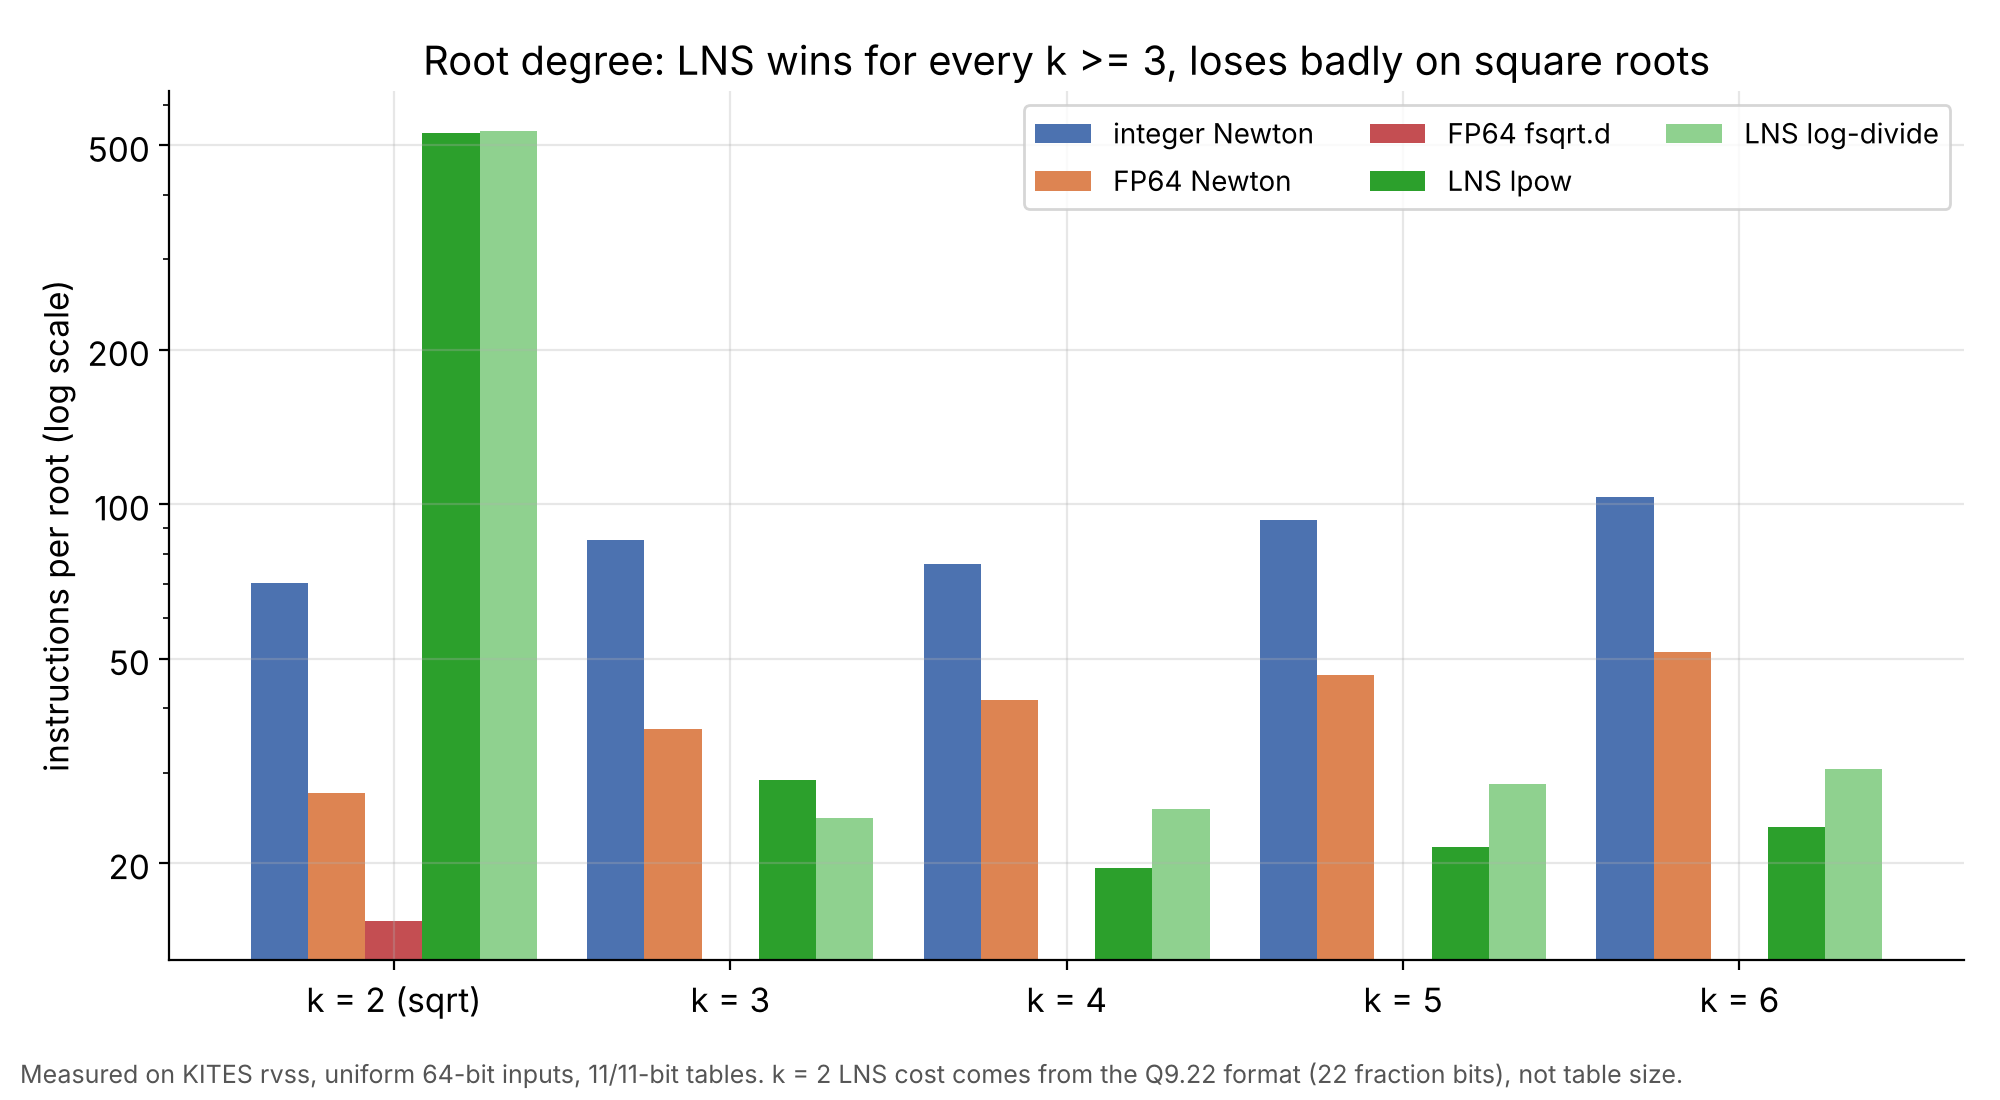 Root degree: LNS wins for every k >= 3, loses badly on square roots
integer Newton
FP64 Newton
FP64 fsqrt.d
LNS lpow
LNS log-divide
instructions per root (log scale)
500
200
100
50
20
k = 2 (sqrt)
k = 3
k = 4
k = 5
k = 6
Measured on KITES rvss, uniform 64-bit inputs, 11/11-bit tables. k = 2 LNS cost comes from the Q9.22 format (22 fraction bits), not table size.